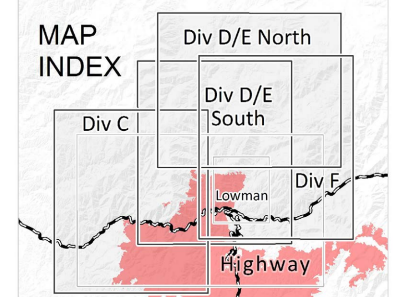 MAP
INDEX
Div D/E North
Div D/E
South
Div C
Div F
Lowman
Highway